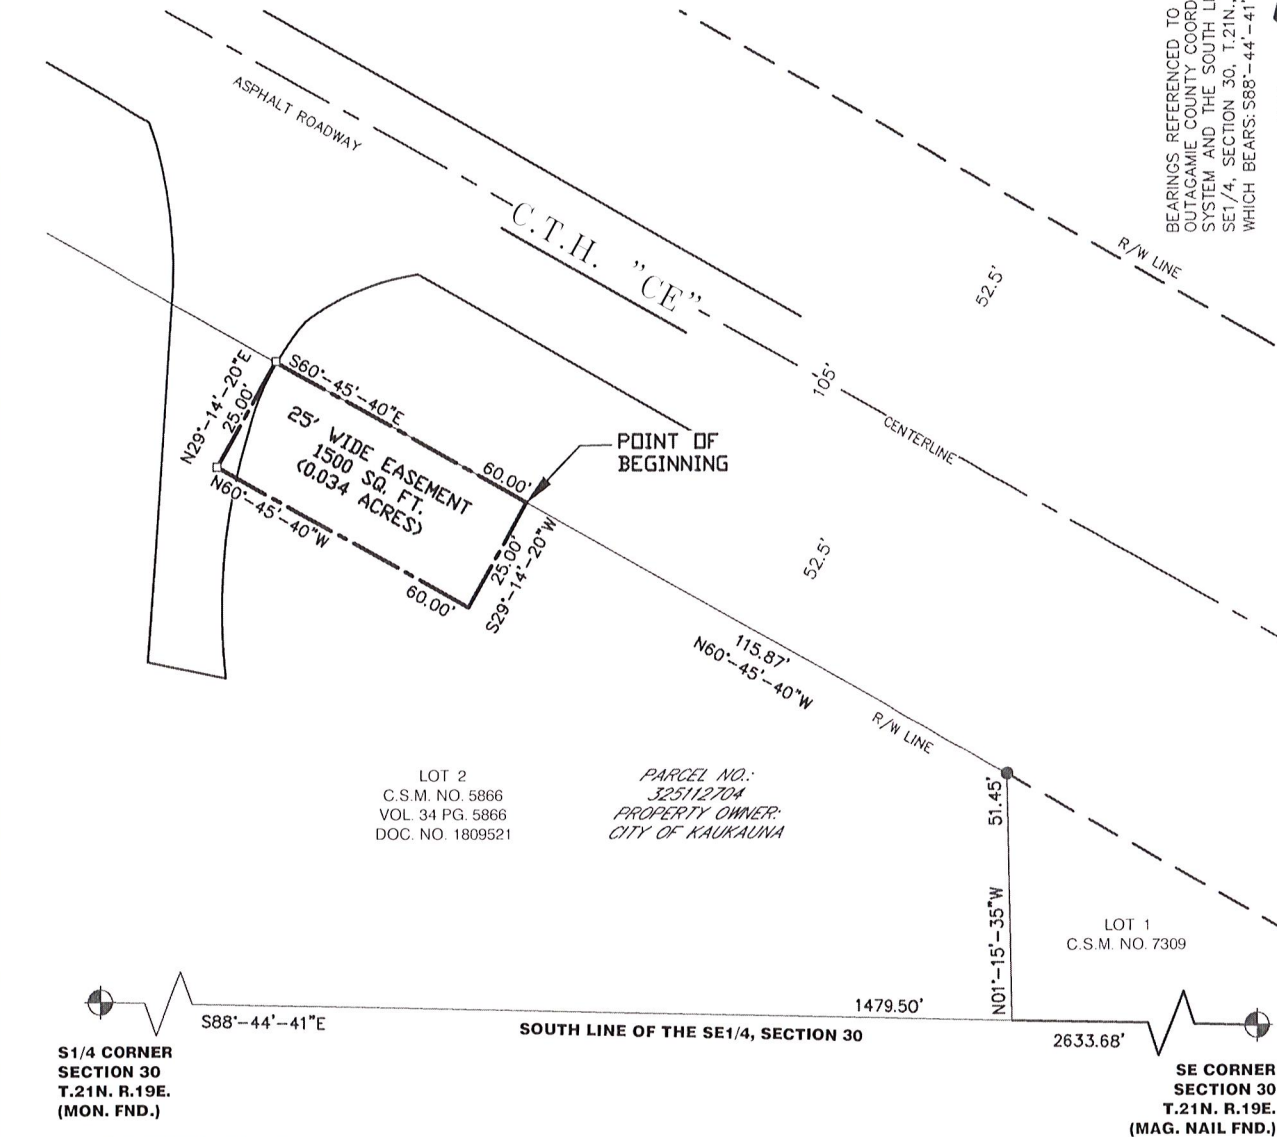 BEARINGS REFERENCED TO
OUTAGAMIE COUNTY COORD
SYSTEM AND THE SOUTH LI
SE1/4, SECTION 30, T.21N.,
WHICH BEARS: S88°-44'-41"
ASPHALT ROADWAY
C.T.H. "CE"
R/W LINE
52.5'
105'
CENTERLINE
52.5'
N29°-14'-20"E
25.00'
S60°-45'-40"E
60.00'
25' WIDE EASEMENT
1500 SQ. FT.
(0.034 ACRES)
POINT OF
BEGINNING
N60°-45'-40"W
60.00'
25.00'
S29°-14'-20"W
115.87'
N60°-45'-40"W
R/W LINE
LOT 2
C.S.M. NO. 5866
VOL. 34 PG. 5866
DOC. NO. 1809521
PARCEL NO.:
325112704
PROPERTY OWNER:
CITY OF KAUKAUNA
51.45'
N01°-15'-35"W
LOT 1
C.S.M. NO. 7309
S88°-44'-41"E
SOUTH LINE OF THE SE1/4, SECTION 30
1479.50'
2633.68'
S1/4 CORNER
SECTION 30
T.21N. R.19E.
(MON. FND.)
SE CORNER
SECTION 30
T.21N. R.19E.
(MAG. NAIL FND.)